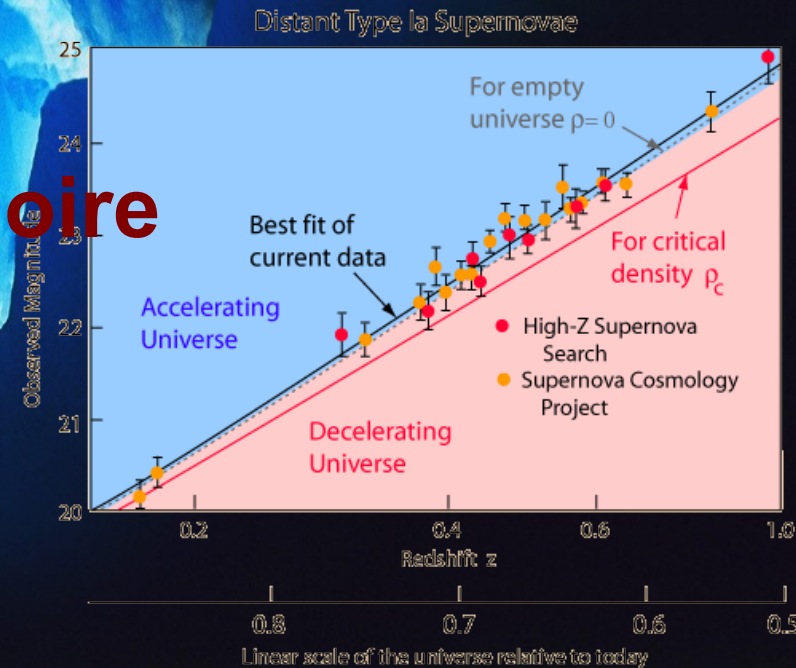 Distant Type Ia Supernovae
25
24
23
22
21
20
Observed Magnitude
oire
For empty
universe ρ= 0
Best fit of
current data
For critical
density ρc
Accelerating
Universe
High-Z Supernova
Search
Supernova Cosmology
Project
Decelerating
Universe
0.2 0.4 0.6 1.0
Redshift z
0.8 0.7 0.6 0.5
Linear scale of the universe relative to today